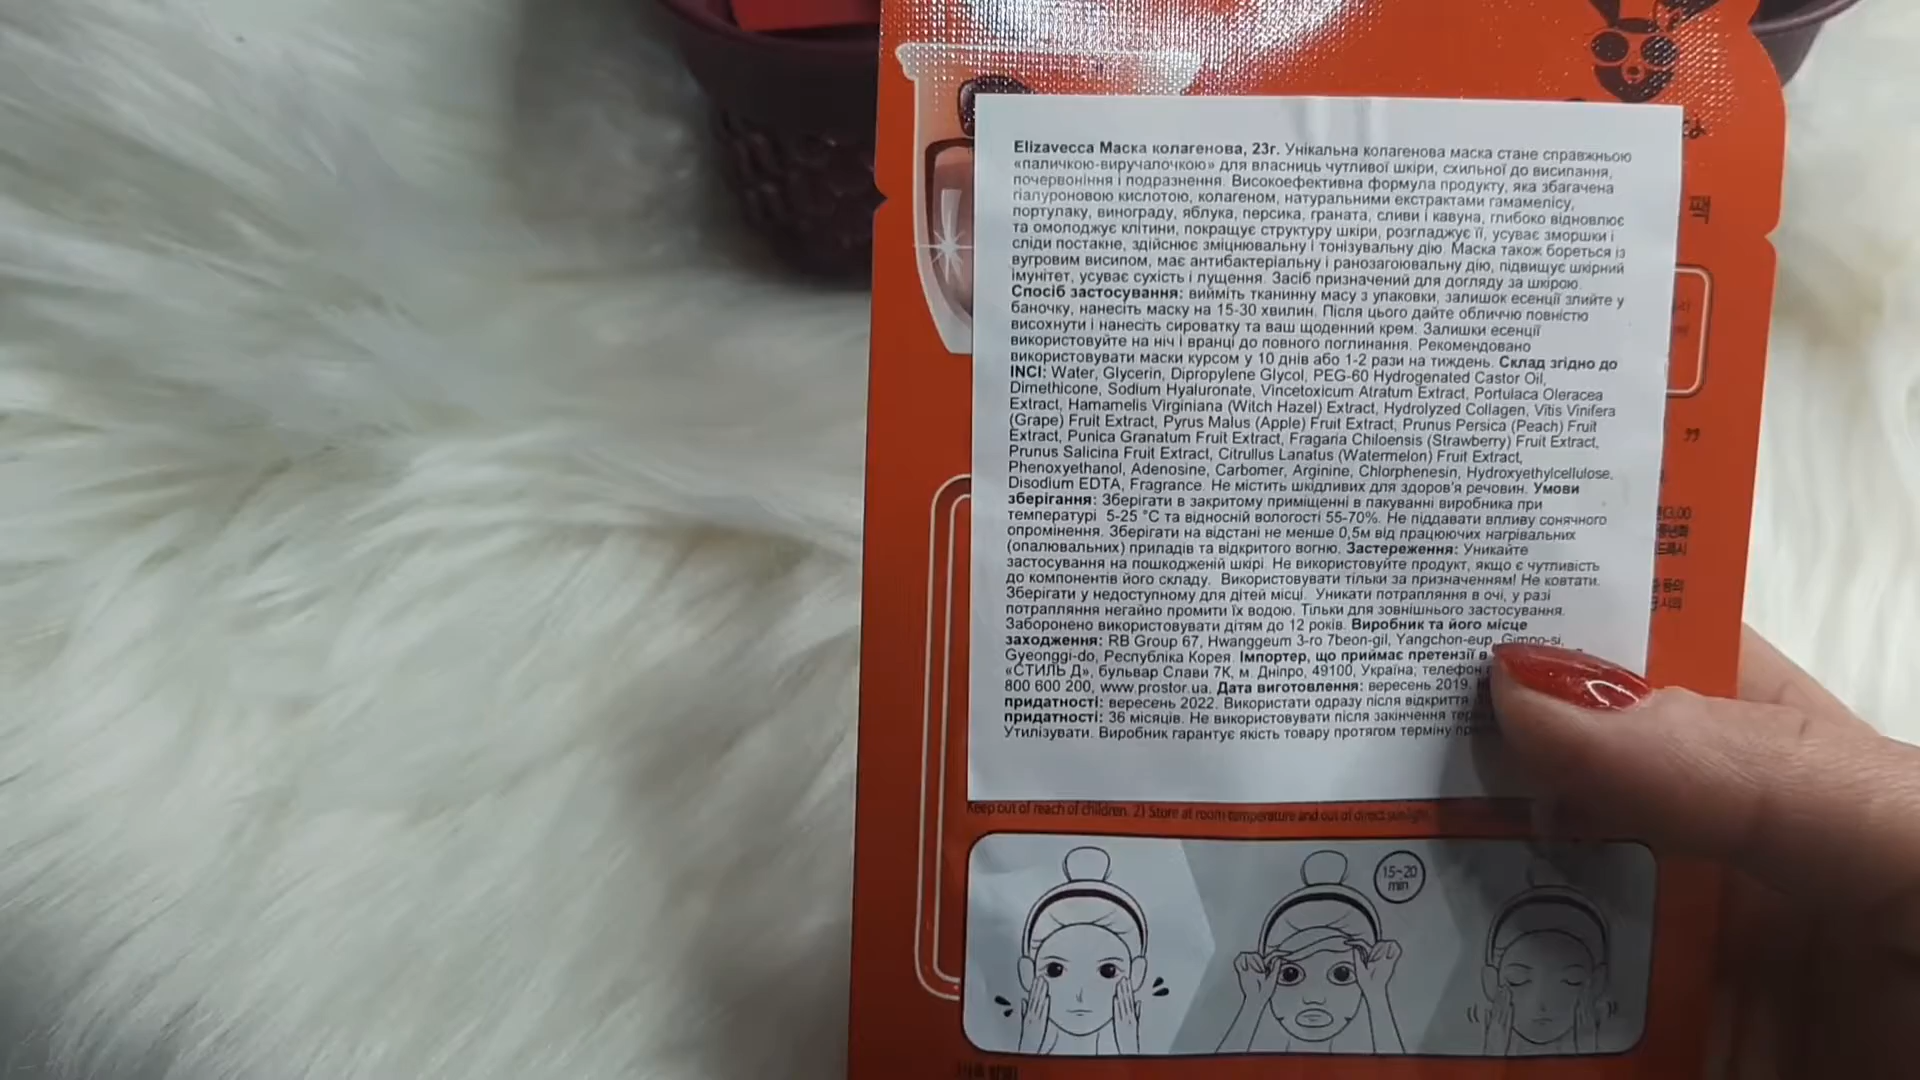 Elizavecca Маска колагенова, 23г. Унікальна колагенова маска стане справжньою
«паличкою-виручалочкою» для власниць чутливої шкіри, схильної до висипання,
почервоніння і подразнення. Високоефективна формула продукту, яка збагачена
гіалуроновою кислотою, колагеном, натуральними екстрактами гамамелісу,
портулаку, винограду, яблука, персика, граната, сливи і кавуна, глибоко відновлює
та омолоджує клітини, покращує структуру шкіри, розгладжує її, усуває зморшки і
сліди постакне, здійснює зміцнювальну і тонізувальну дію. Маска також бореться із
вугровим висипом, має антибактеріальну і ранозагоювальну дію, підвищує шкірний
імунітет, усуває сухість і лущення. Засіб призначений для догляду за шкірою.
Спосіб застосування: вийміть тканинну масу з упаковки, залишок есенції злийте у
баночку, нанесіть маску на 15-30 хвилин. Після цього дайте обличчю повністю
висохнути і нанесіть сироватку та ваш щоденний крем. Залишки есенції
використовуйте на ніч і вранці до повного поглинання. Рекомендовано
використовувати маски курсом у 10 днів або 1-2 рази на тиждень. Склад згідно до
INCI: Water, Glycerin, Dipropylene Glycol, PEG-60 Hydrogenated Castor Oil,
Dimethicone, Sodium Hyaluronate, Vincetoxicum Atratum Extract, Portulaca Oleracea
Extract, Hamamelis Virginiana (Witch Hazel) Extract, Hydrolyzed Collagen, Vitis Vinifera
(Grape) Fruit Extract, Pyrus Malus (Apple) Fruit Extract, Prunus Persica (Peach) Fruit
Extract, Punica Granatum Fruit Extract, Fragaria Chiloensis (Strawberry) Fruit Extract,
Prunus Salicina Fruit Extract, Citrullus Lanatus (Watermelon) Fruit Extract,
Phenoxyethanol, Adenosine, Carbomer, Arginine, Chlorphenesin, Hydroxyethylcellulose,
Disodium EDTA, Fragrance. Не містить шкідливих для здоров'я речовин. Умови
зберігання: Зберігати в закритому приміщенні в пакуванні виробника при
температурі 5-25 °C та відносній вологості 55-70%. Не піддавати впливу сонячного
опромінення. Зберігати на відстані не менше 0,5м від працюючих нагрівальних
(опалювальних) приладів та відкритого вогню. Застереження: Уникайте
застосування на пошкодженій шкірі. Не використовуйте продукт, якщо є чутливість
до компонентів його складу. Використовувати тільки за призначенням! Не ковтати.
Зберігати у недоступному для дітей місці. Уникати потрапляння в очі, у разі
потрапляння негайно промити їх водою. Тільки для зовнішнього застосування.
Заборонено використовувати дітям до 12 років. Виробник та його місце
заходження: RB Group 67, Hwanggeum 3-ro 7beon-gil, Yangchon-eup, Gimpo-si,
Gyeonggi-do, Республіка Корея. Імпортер, що приймає претензії в
«СТИЛЬ Д», бульвар Слави 7К, м. Дніпро, 49100, Україна; телефон
800 600 200, www.prostor.ua. Дата виготовлення: вересень 2019.
придатності: вересень 2022. Використати одразу після відкриття
придатності: 36 місяців. Не використовувати після закінчення
Утилізувати. Виробник гарантує якість товару протягом терміну
Keep out of reach of children. 2) Store at room temperature and out of direct sunlight.
15~20
min